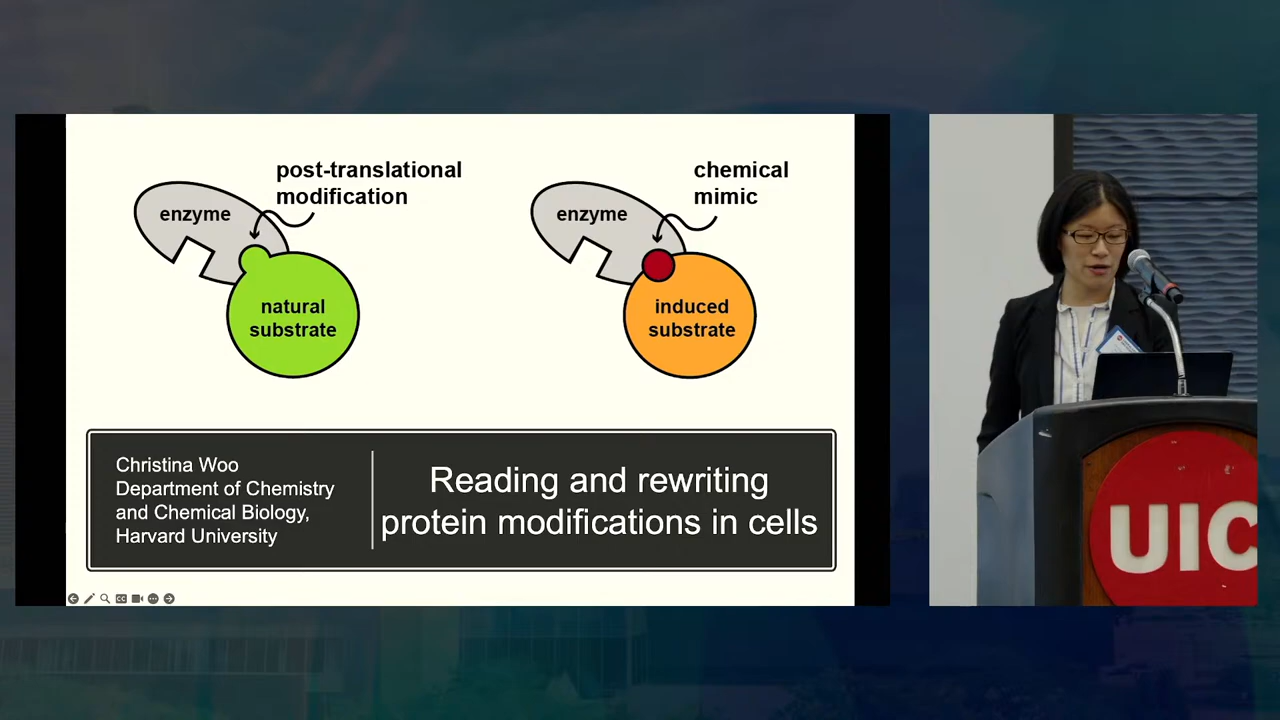 post-translational
modification
enzyme
natural
substrate
chemical
mimic
enzyme
induced
substrate
Christina Woo
Department of Chemistry
and Chemical Biology,
Harvard University
Reading and rewriting
protein modifications in cells
UIC